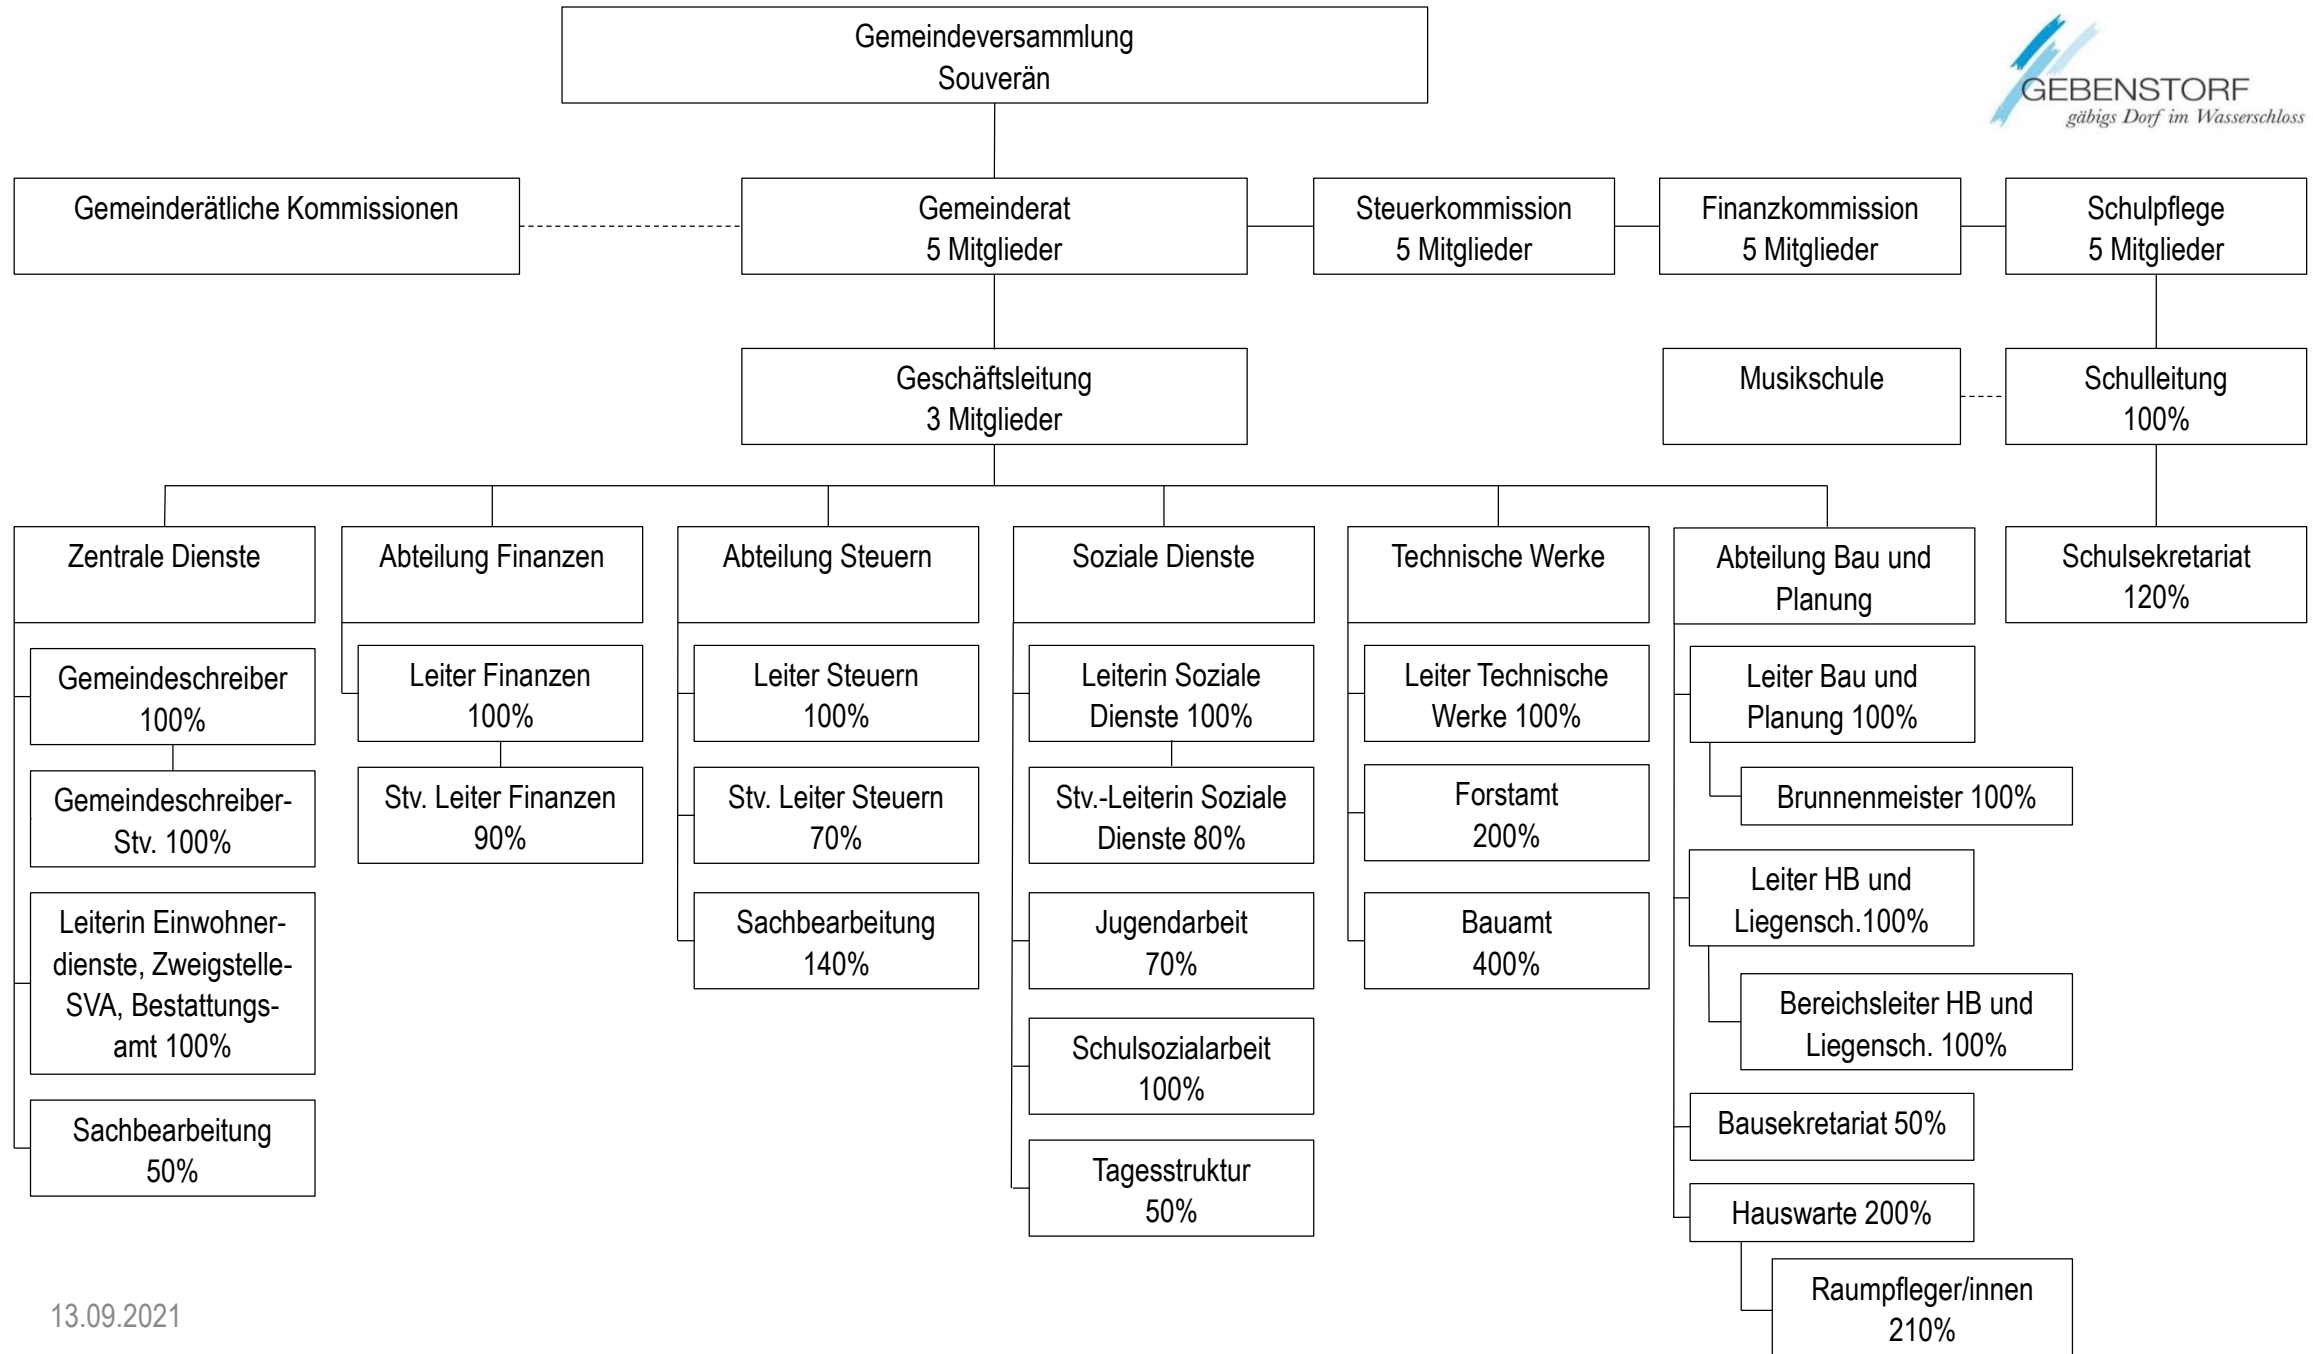 Gemeindeversammlung
Souverän
GEBENSTORF
gäbigs Dorf im Wasserschloss
Gemeinderätliche Kommissionen
Gemeinderat
5 Mitglieder
Steuerkommission
5 Mitglieder
Finanzkommission
5 Mitglieder
Schulpflege
5 Mitglieder
Geschäftsleitung
3 Mitglieder
Musikschule
Schulleitung
100%
Zentrale Dienste
Abteilung Finanzen
Abteilung Steuern
Soziale Dienste
Technische Werke
Abteilung Bau und
Planung
Schulsekretariat
120%
Gemeindeschreiber
100%
Gemeindeschreiber-
Stv. 100%
Leiterin Einwohner-
dienste, Zweigstelle-
SVA, Bestattungs-
amt 100%
Sachbearbeitung
50%
Leiter Finanzen
100%
Stv. Leiter Finanzen
90%
Leiter Steuern
100%
Stv. Leiter Steuern
70%
Sachbearbeitung
140%
Leiterin Soziale
Dienste 100%
Stv.-Leiterin Soziale
Dienste 80%
Jugendarbeit
70%
Schulsozialarbeit
100%
Tagesstruktur
50%
Leiter Technische
Werke 100%
Forstamt
200%
Bauamt
400%
Leiter Bau und
Planung 100%
Brunnenmeister 100%
Leiter HB und
Liegensch.100%
Bereichsleiter HB und
Liegensch. 100%
Bausekretariat 50%
Hauswarte 200%
Raumpfleger/innen
210%
13.09.2021